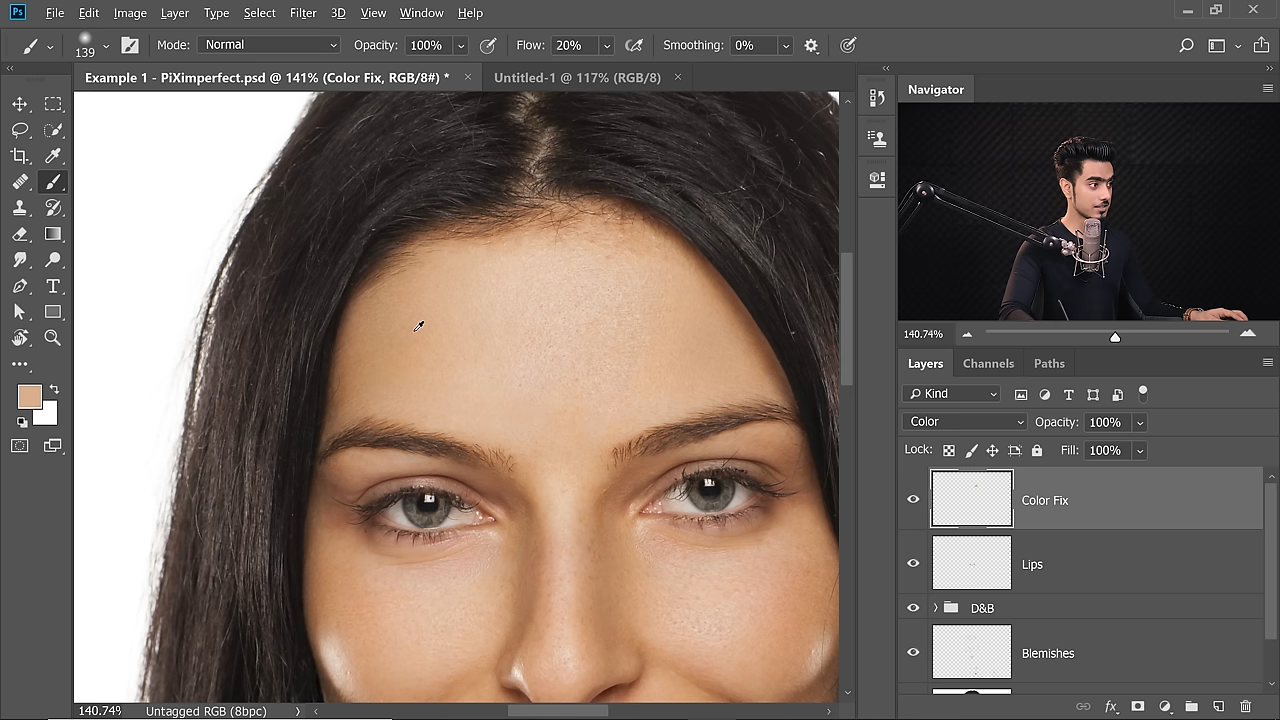 Ps File Edit Image Layer Type Select Filter 3D View Window Help
139 Mode: Normal Opacity: 100% Flow: 20% Smoothing: 0%
Example 1 - PiXimperfect.psd @ 141% (Color Fix, RGB/8#) * × Untitled-1 @ 117% (RGB/8) ×
Navigator
140.74%
Layers Channels Paths
Kind
Color Opacity: 100%
Lock: Fill: 100%
Color Fix
Lips
D&B
Blemishes
140.74% Untagged RGB (8bpc)
fx